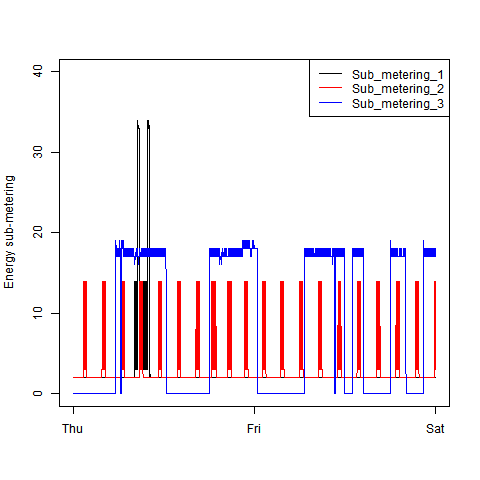 Energy sub-metering
40
30
20
10
0
Thu
Fri
Sat
Sub_metering_1
Sub_metering_2
Sub_metering_3